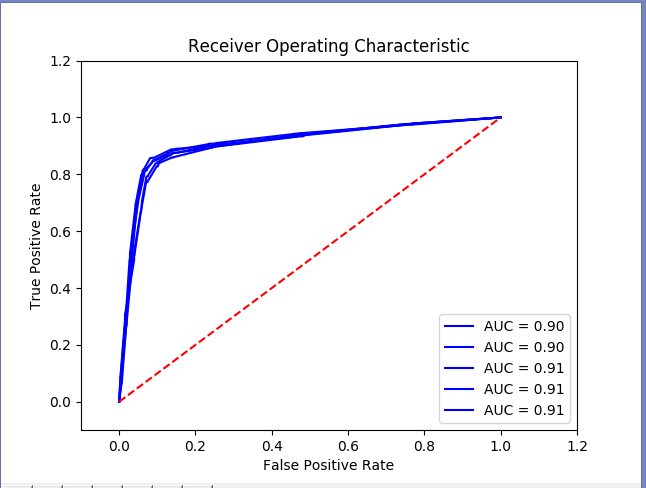 Receiver Operating Characteristic
1.2
1.0
0.8
0.6
0.4
0.2
0.0
True Positive Rate
AUC = 0.90
AUC = 0.90
AUC = 0.91
AUC = 0.91
AUC = 0.91
0.0 0.2 0.4 0.6 0.8 1.0 1.2
False Positive Rate